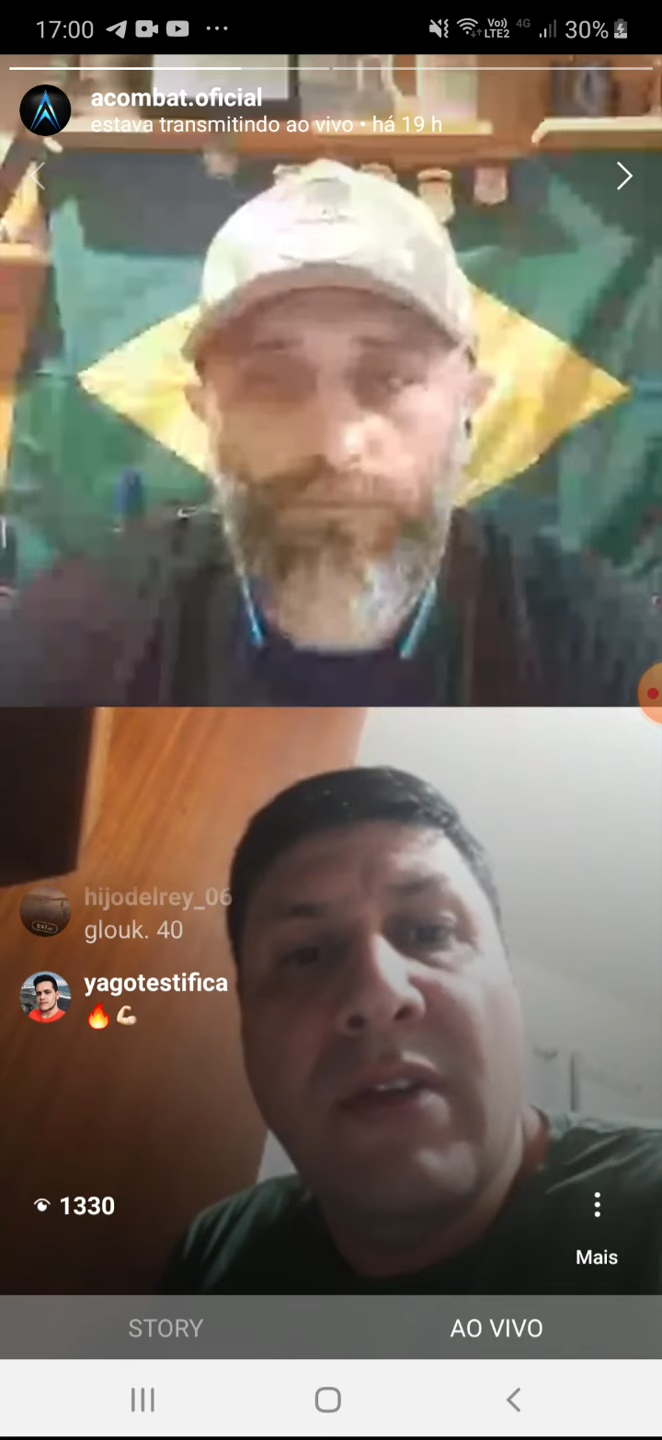 17:00
Vo))
LTE2
4G
30%
acombat.oficial
estava transmitindo ao vivo • há 19 h
hijodelrey_06
glouk. 40
yagotestifica
🔥💪🏻
1330
Mais
STORY
AO VIVO